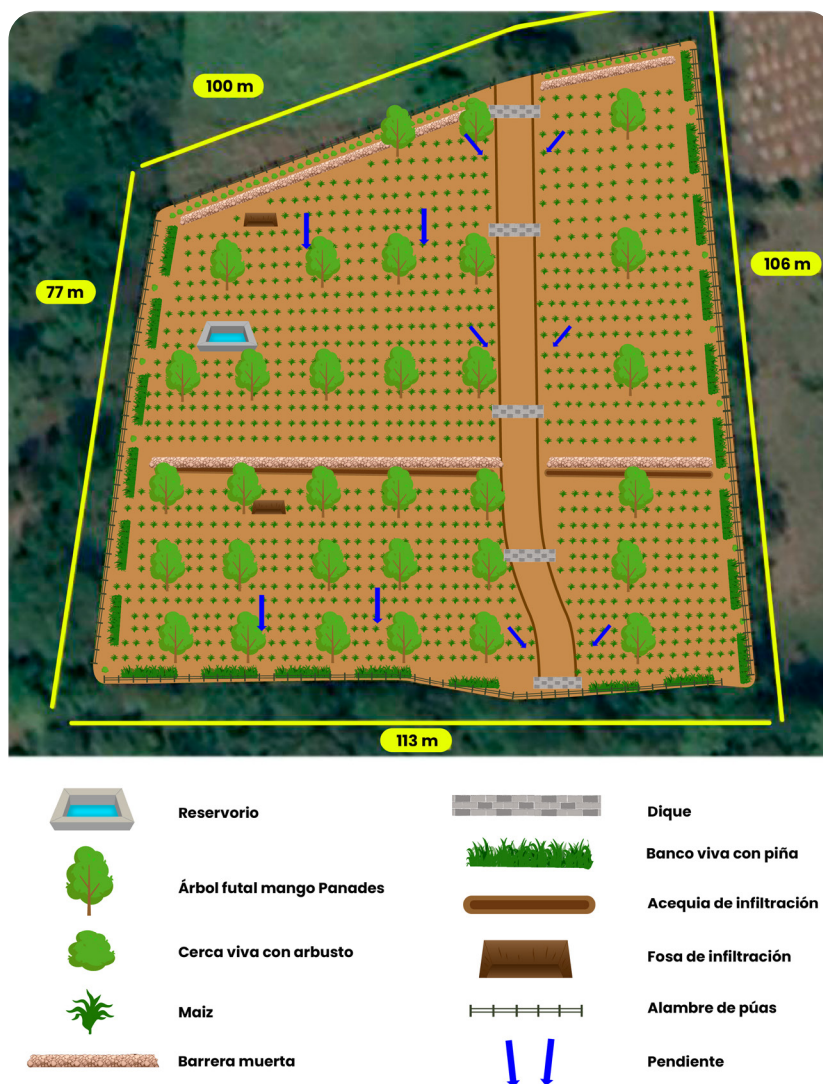 100 m
77 m
106 m
113 m
Reservorio
Árbol futal mango Panades
Cerca viva con arbusto
Maiz
Barrera muerta
Dique
Banco viva con piña
Acequia de infiltración
Fosa de infiltración
Alambre de púas
Pendiente